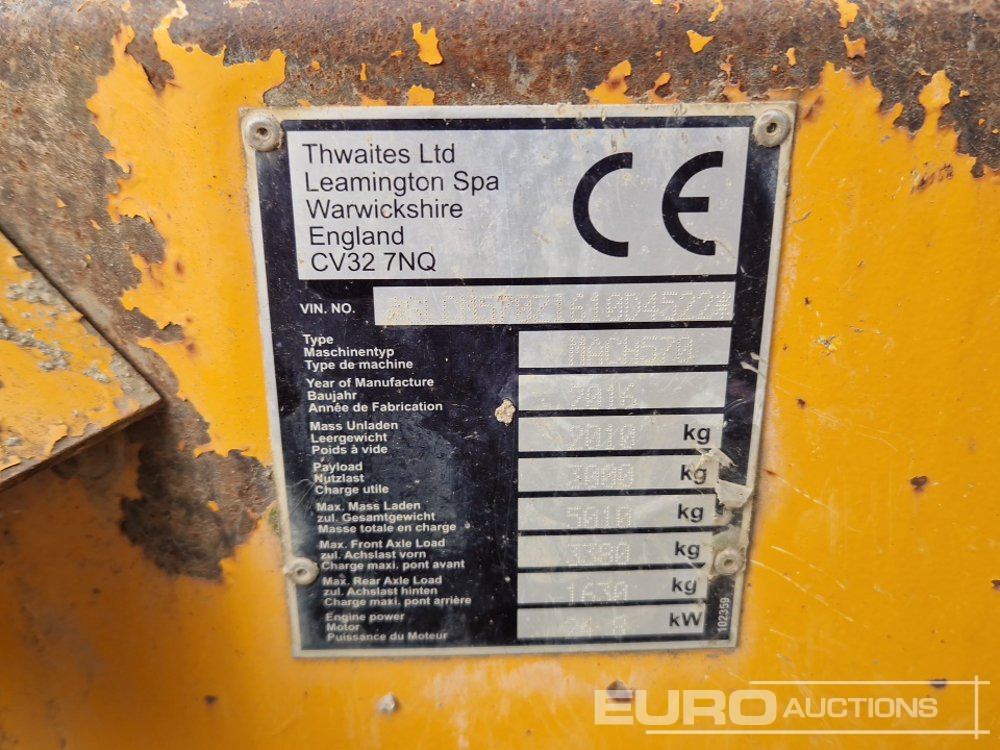 Thwaites Ltd
Leamington Spa
Warwickshire
England
CV32 7NQ
CE
VIN. NO.
Type MACH570
Maschinentyp
Type de machine
Year of Manufacture 2016
Baujahr
Année de Fabrication
Mass Unladen 2010 kg
Leergewicht
Poids à vide
Payload 3000 kg
Nutzlast
Charge utile
Max. Mass Laden 5010 kg
zul. Gesamtgewicht
Masse totale en charge
Max. Front Axle Load 3380 kg
zul. Achslast vorn
Charge maxi. pont avant
Max. Rear Axle Load 1630 kg
zul. Achslast hinten
Charge maxi. pont arrière
Engine power kW
Motor
Puissance du Moteur
102359
EURO AUCTIONS